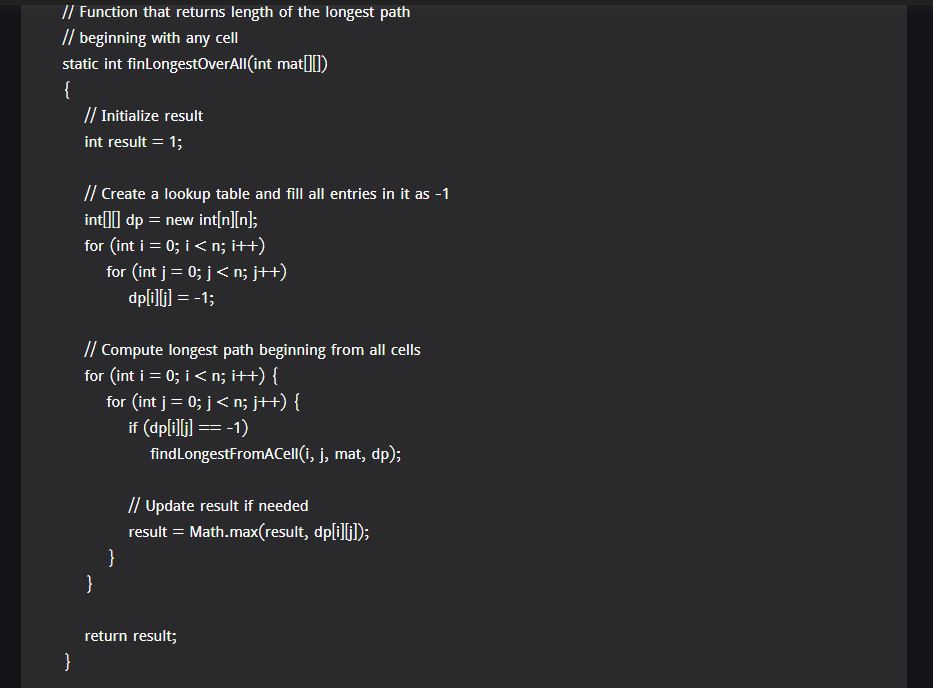 // Function that returns length of the longest path
// beginning with any cell
static int finLongestOverAll(int mat[][])
{
// Initialize result
int result = 1;
// Create a lookup table and fill all entries in it as -1
int[][] dp = new int[n][n];
for (int i = 0; i < n; i++)
for (int j = 0; j < n; j++)
dp[i][j] = -1;
// Compute longest path beginning from all cells
for (int i = 0; i < n; i++) {
for (int j = 0; j < n; j++) {
if (dp[i][j] == -1)
findLongestFromACell(i, j, mat, dp);
// Update result if needed
result = Math.max(result, dp[i][j]);
}
}
return result;
}